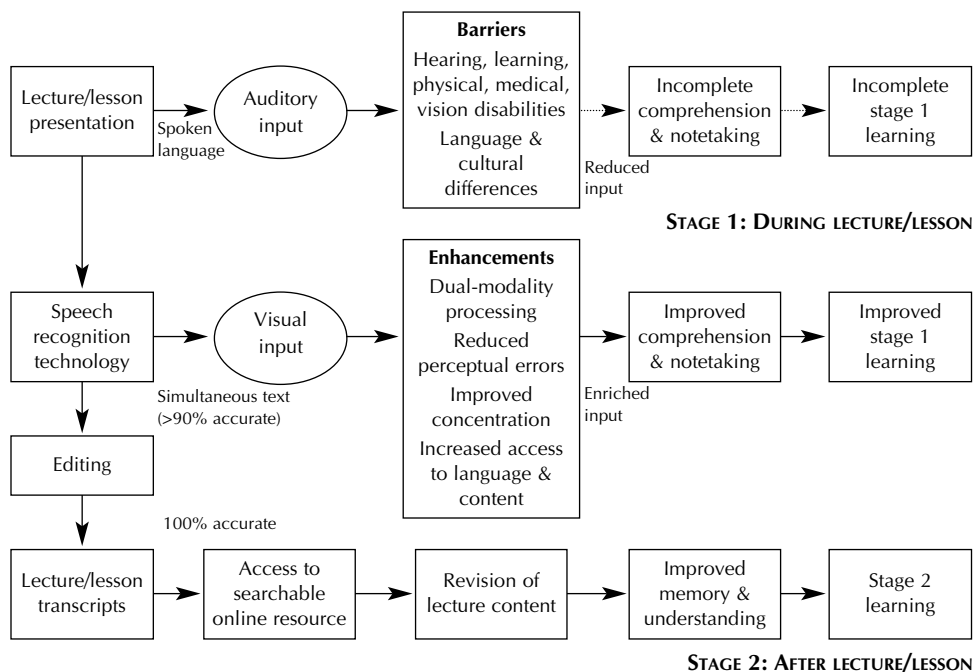 Lecture/lesson
presentation
Spoken
language
Auditory
input
Barriers
Hearing, learning,
physical, medical,
vision disabilities
Language &
cultural
differences
Reduced
input
Incomplete
comprehension
& notetaking
Incomplete
stage 1
learning
STAGE 1: DURING LECTURE/LESSON
Speech
recognition
technology
Simultaneous text
(>90% accurate)
Visual
input
Enhancements
Dual-modality
processing
Reduced
perceptual errors
Improved
concentration
Increased access
to language &
content
Enriched
input
Improved
comprehension
& notetaking
Improved
stage 1
learning
Editing
100% accurate
Lecture/lesson
transcripts
Access to
searchable
online resource
Revision of
lecture content
Improved
memory &
understanding
Stage 2
learning
STAGE 2: AFTER LECTURE/LESSON